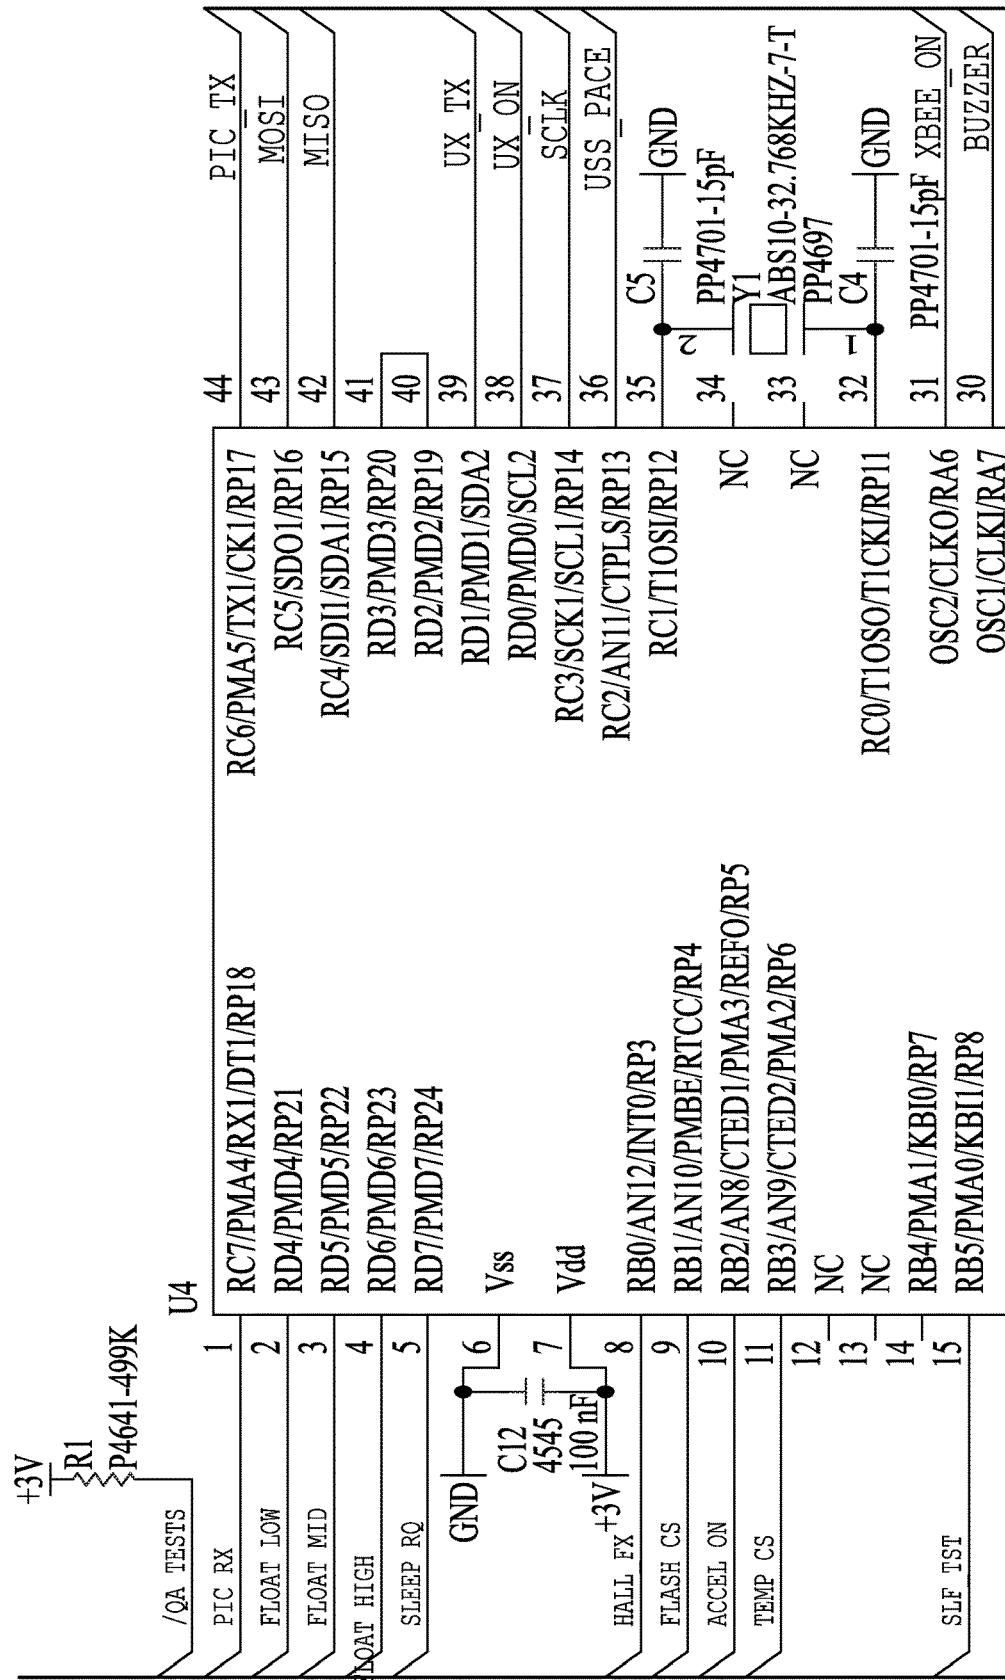 +3V
R1
P4641-499K
/QA TESTS
U4
PIC RX
1
RC7/PMA4/RX1/DT1/RP18
RC6/PMA5/TX1/CK1/RP17
44
PIC TX
FLOAT LOW
2
RD4/PMD4/RP21
RC5/SDO1/RP16
43
MOSI
FLOAT MID
3
RD5/PMD5/RP22
RC4/SDI1/SDA1/RP15
42
MISO
FLOAT HIGH
4
RD6/PMD6/RP23
RD3/PMD3/RP20
41
SLEEP RQ
5
RD7/PMD7/RP24
RD2/PMD2/RP19
40
RD1/PMD1/SDA2
39
UX TX
GND
6
Vss
RD0/PMD0/SCL2
38
UX_ON
C12
4545
100 nF
7
Vdd
RC3/SCK1/SCL1/RP14
37
SCLK
+3V
RC2/AN11/CTPLS/RP13
36
USS_PACE
HALL FX
8
RB0/AN12/INT0/RP3
RC1/T1OSI/RP12
35
C5
GND
FLASH CS
9
RB1/AN10/PMBE/RTCC/RP4
2
PP4701-15pF
ACCEL ON
10
RB2/AN8/CTED1/PMA3/REFO/RP5
NC
34
Y1
TEMP CS
11
RB3/AN9/CTED2/PMA2/RP6
NC
33
ABS10-32.768KHZ-7-T
PP4697
12
NC
1
C4
13
NC
RC0/T1OSO/T1CKI/RP11
32
GND
14
RB4/PMA1/KBI0/RP7
OSC2/CLKO/RA6
31
PP4701-15pF
XBEE_ON
SLF TST
15
RB5/PMA0/KBI1/RP8
OSC1/CLKI/RA7
30
BUZZER